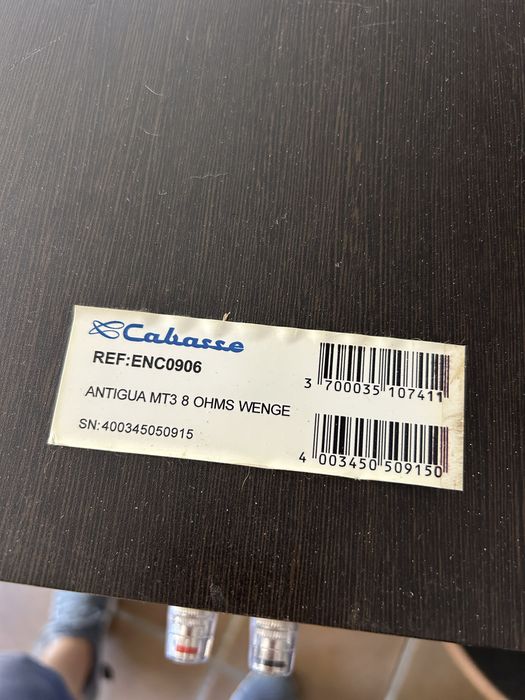 Cabasse
REF:ENC0906
3 700035 107411
ANTIGUA MT3 8 OHMS WENGE
SN:400345050915
4 003450 509150